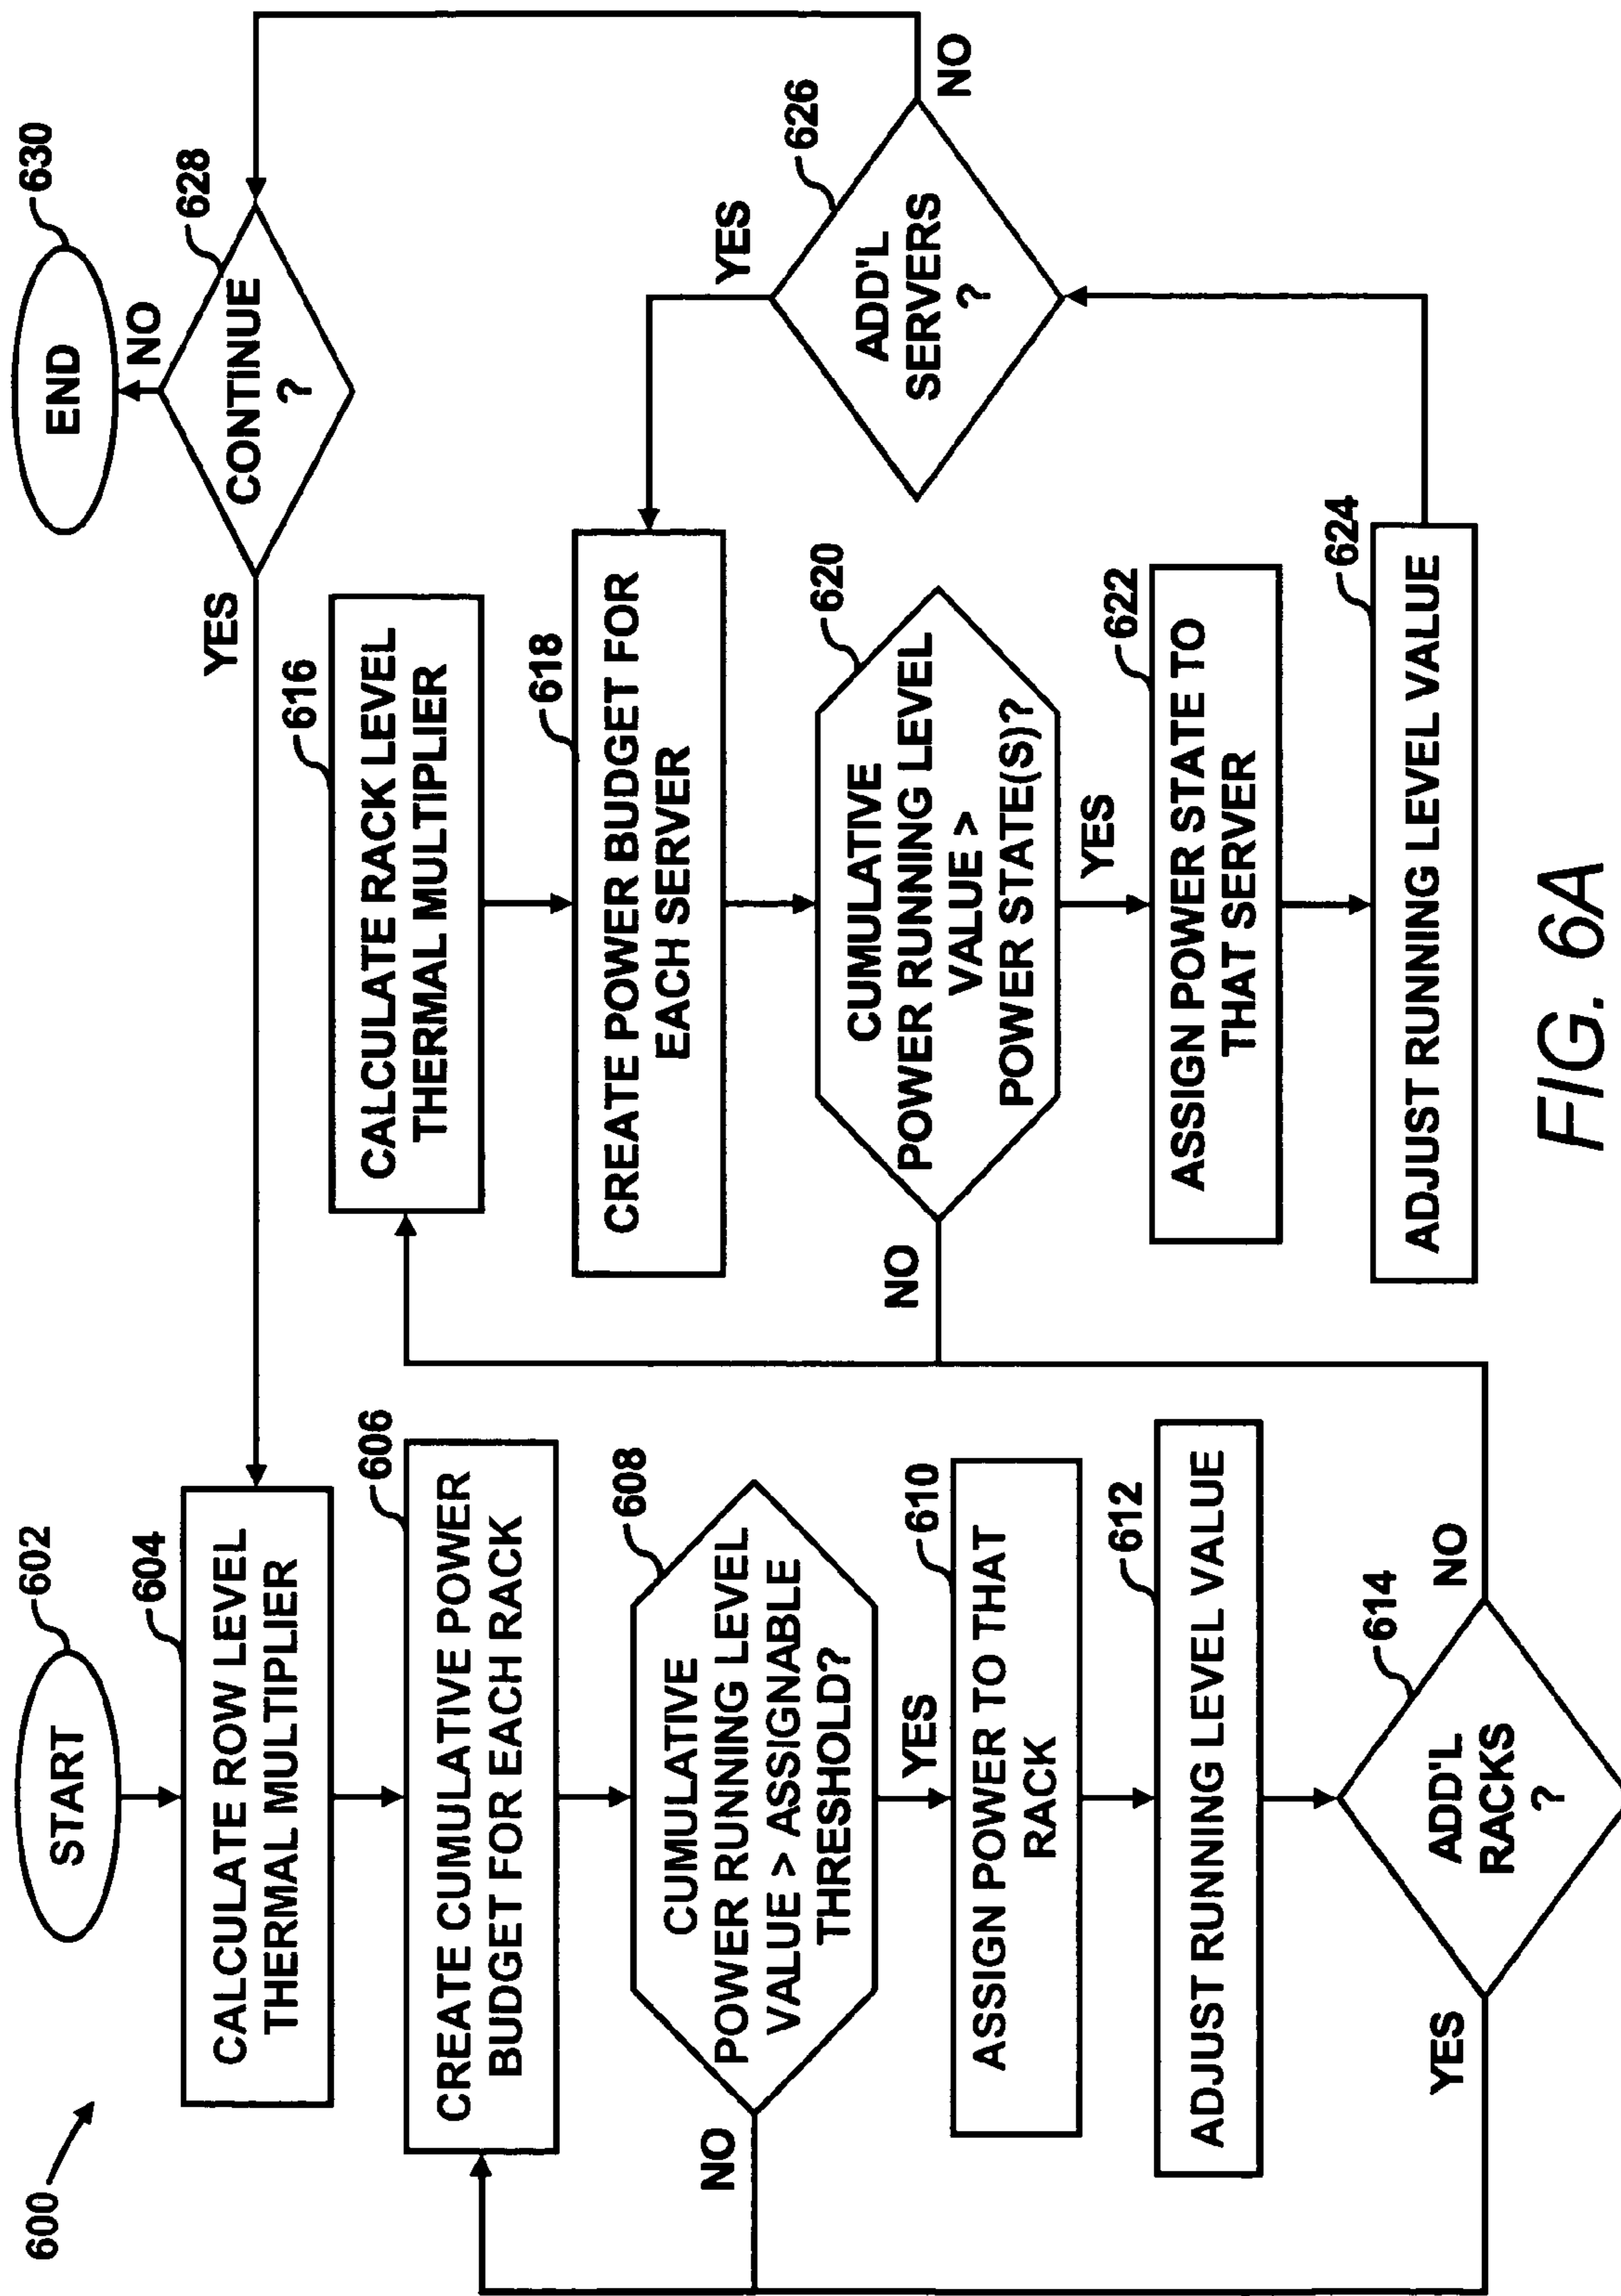 600
START
602
604
CALCULATE ROW LEVEL
THERMAL MULTIPLIER
606
CREATE CUMULATIVE POWER
BUDGET FOR EACH RACK
608
CUMULATIVE
POWER RUNNING LEVEL
VALUE > ASSIGNABLE
THRESHOLD?
NO
YES
610
ASSIGN POWER TO THAT
RACK
612
ADJUST RUNNING LEVEL VALUE
614
ADD'L
RACKS
?
YES
NO
616
CALCULATE RACK LEVEL
THERMAL MULTIPLIER
618
CREATE POWER BUDGET FOR
EACH SERVER
620
CUMULATIVE
POWER RUNNING LEVEL
VALUE >
POWER STATE(S)?
NO
YES
622
ASSIGN POWER STATE TO
THAT SERVER
624
ADJUST RUNNING LEVEL VALUE
626
ADD'L
SERVERS
?
YES
NO
628
CONTINUE
?
YES
NO
END
630
FIG. 6A